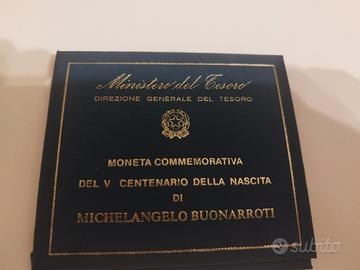 Ministero del Tesoro
DIREZIONE GENERALE DEL TESORO
MONETA COMMEMORATIVA
DEL V CENTENARIO DELLA NASCITA
DI
MICHELANGELO BUONARROTI
subito